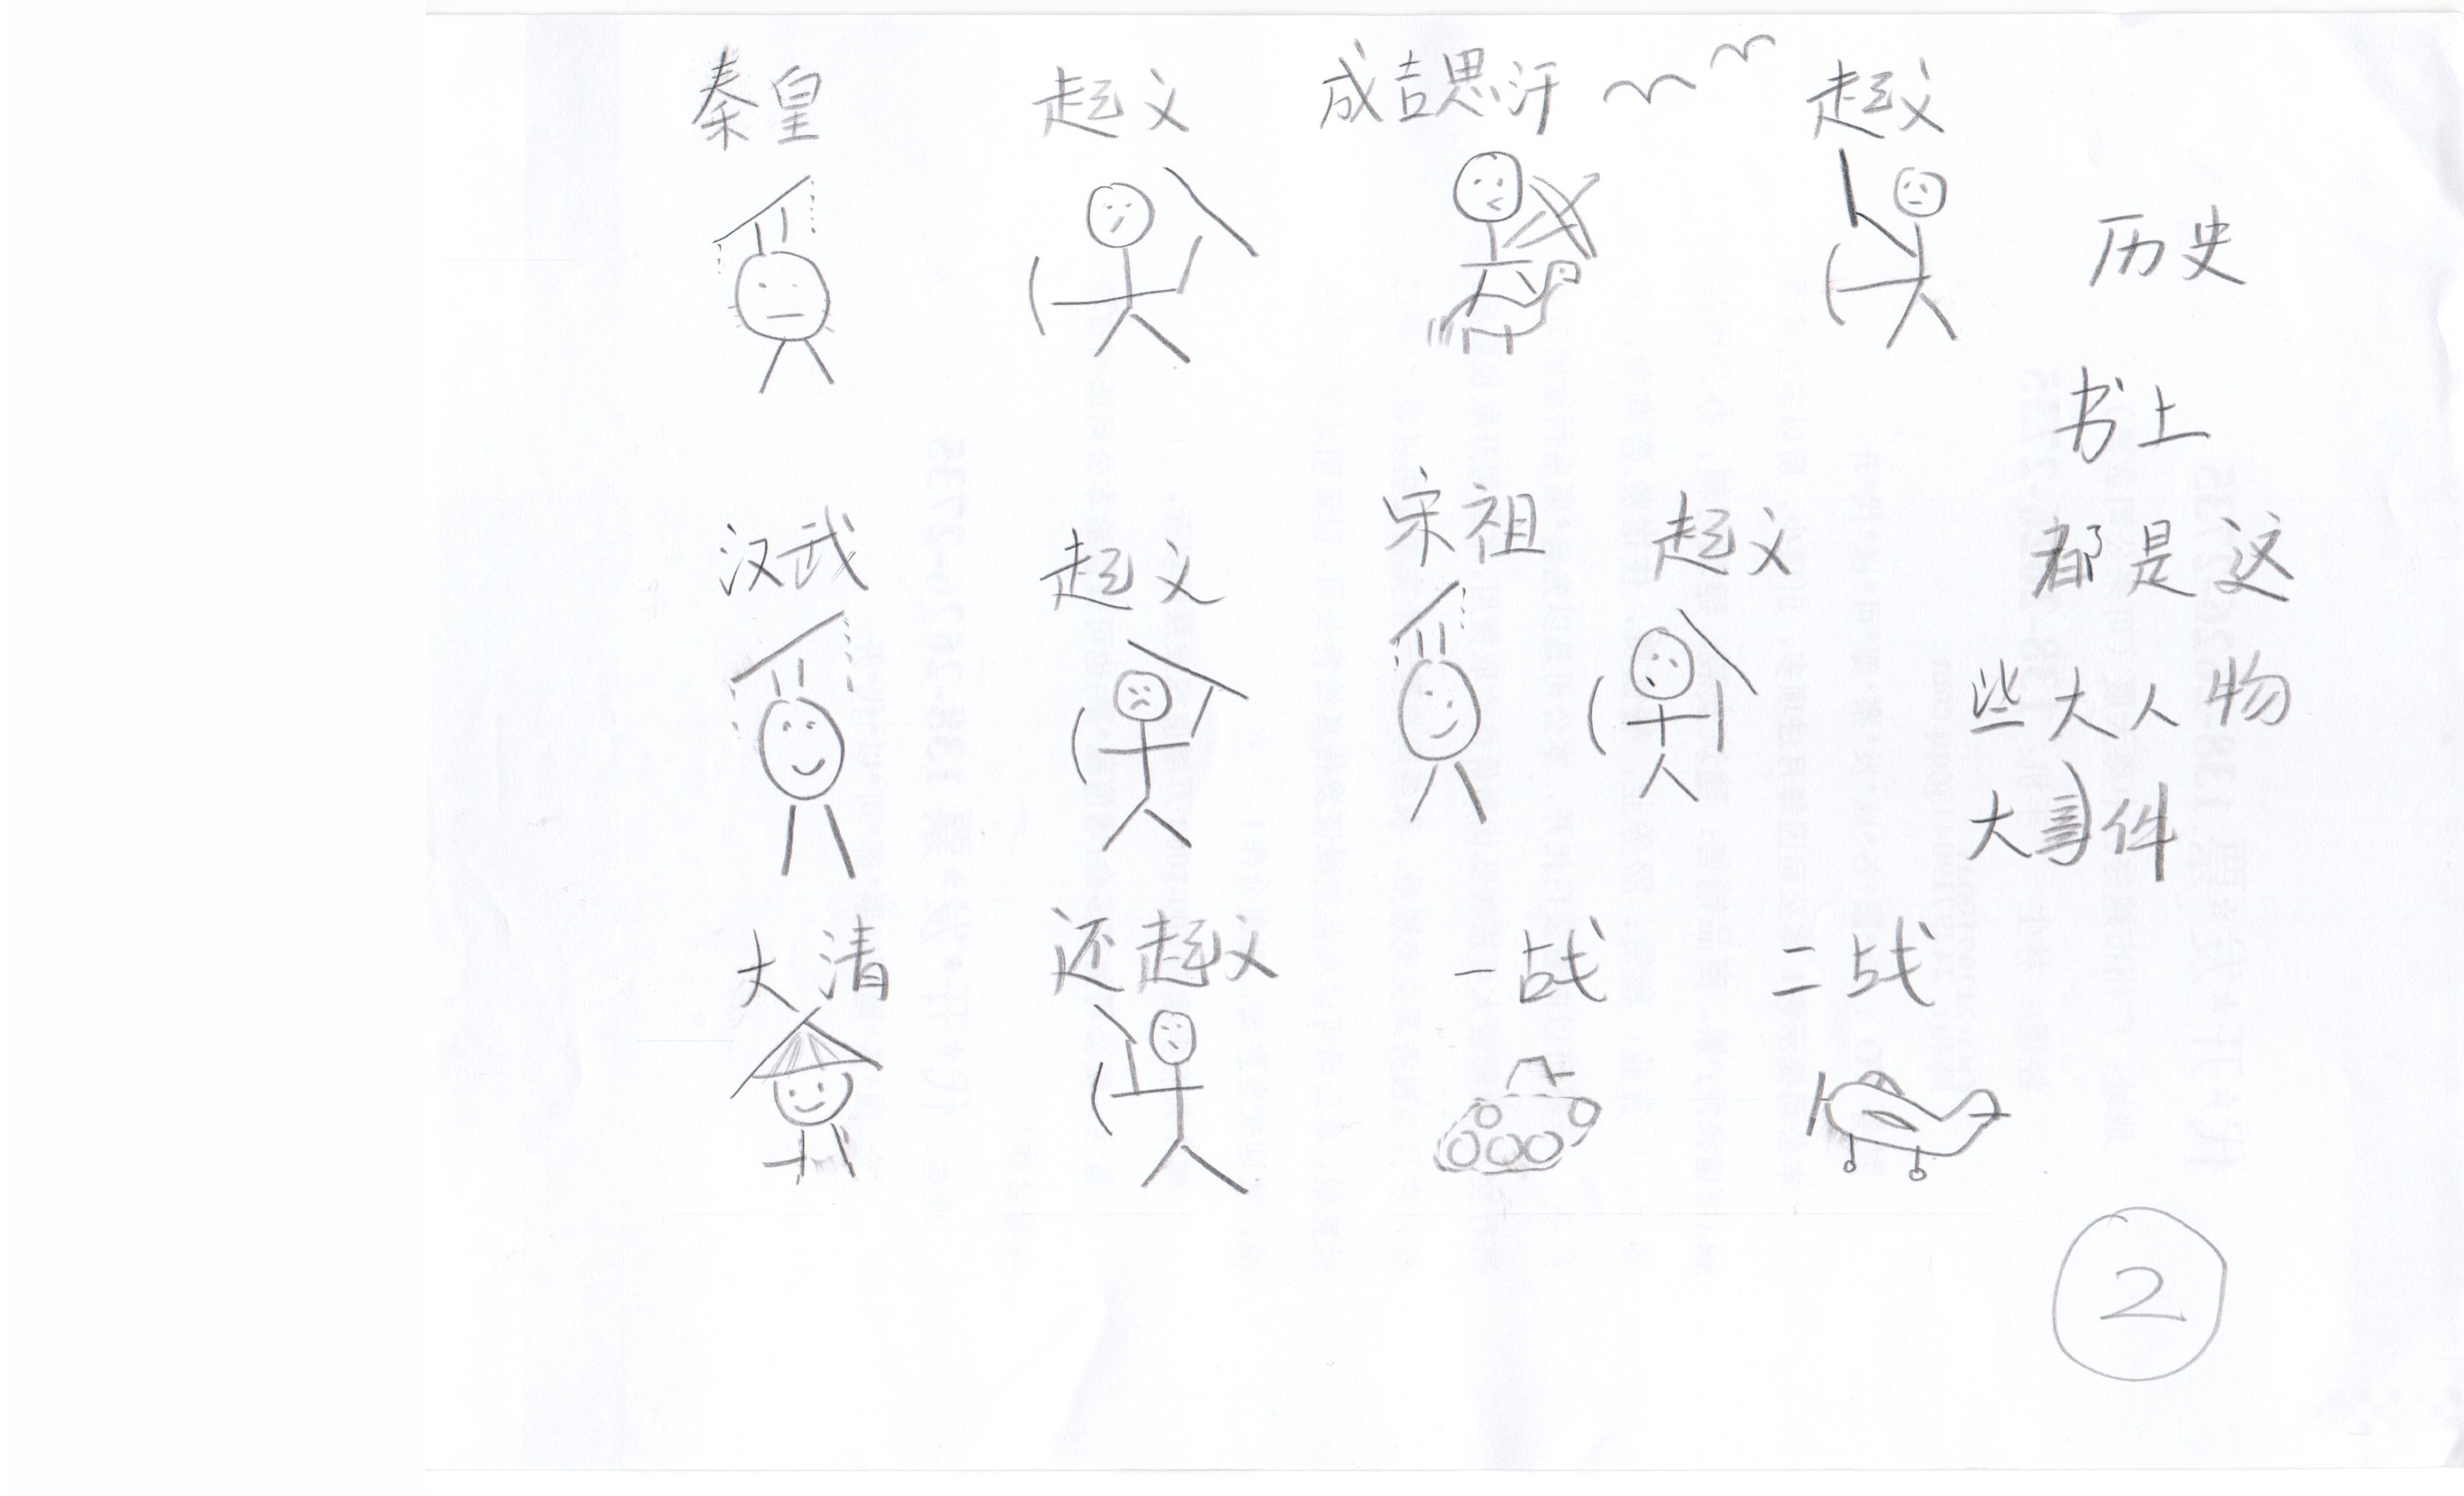 秦皇 起义 成吉思汗 起义
历史
书上
汉武 起义 宋祖 起义
都是这
些大人物
大事件
大清 还起义 一战 二战
2